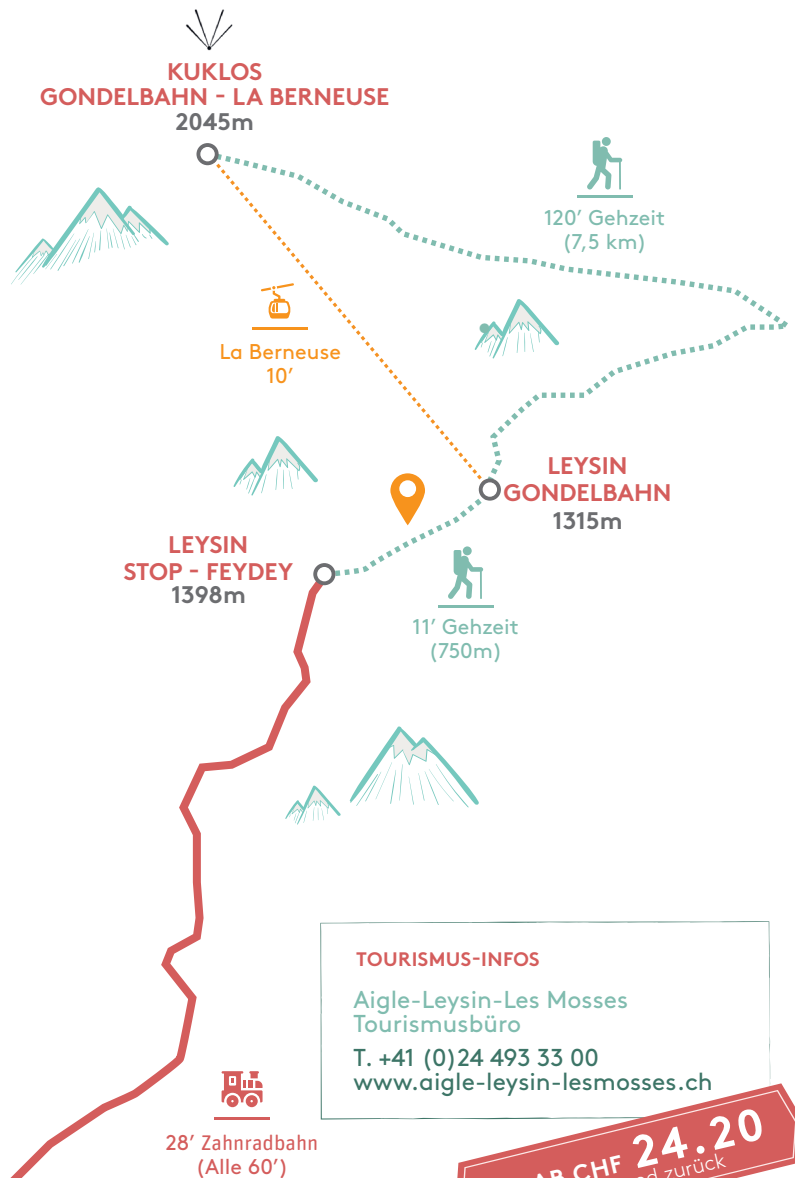 KUKLOS
GONDELBAHN - LA BERNEUSE
2045m
120' Gehzeit
(7,5 km)
La Berneuse
10'
LEYSIN
GONDELBAHN
1315m
LEYSIN
STOP - FEYDEY
1398m
11' Gehzeit
(750m)
TOURISMUS-INFOS
Aigle-Leysin-Les Mosses
Tourismusbüro
T. +41 (0)24 493 33 00
www.aigle-leysin-lesmosses.ch
28' Zahnradbahn
(Alle 60')
AB CHF 24.20
zurück